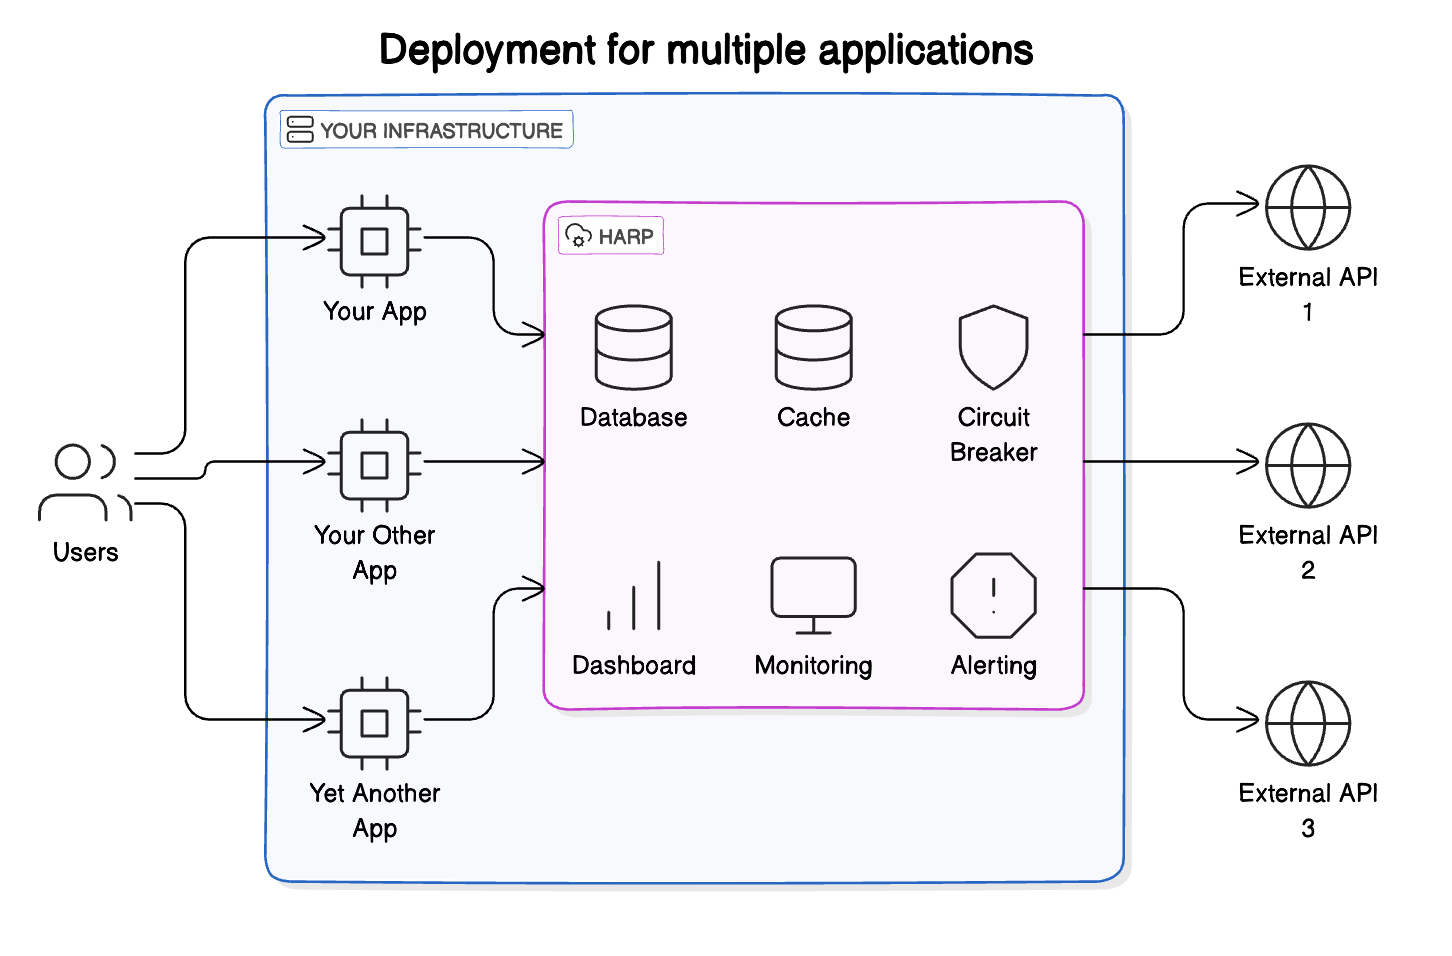 Deployment for multiple applications
YOUR INFRASTRUCTURE
HARP
Your App
Your Other
App
Yet Another
App
Users
Database
Cache
Circuit
Breaker
Dashboard
Monitoring
Alerting
External API
1
External API
2
External API
3